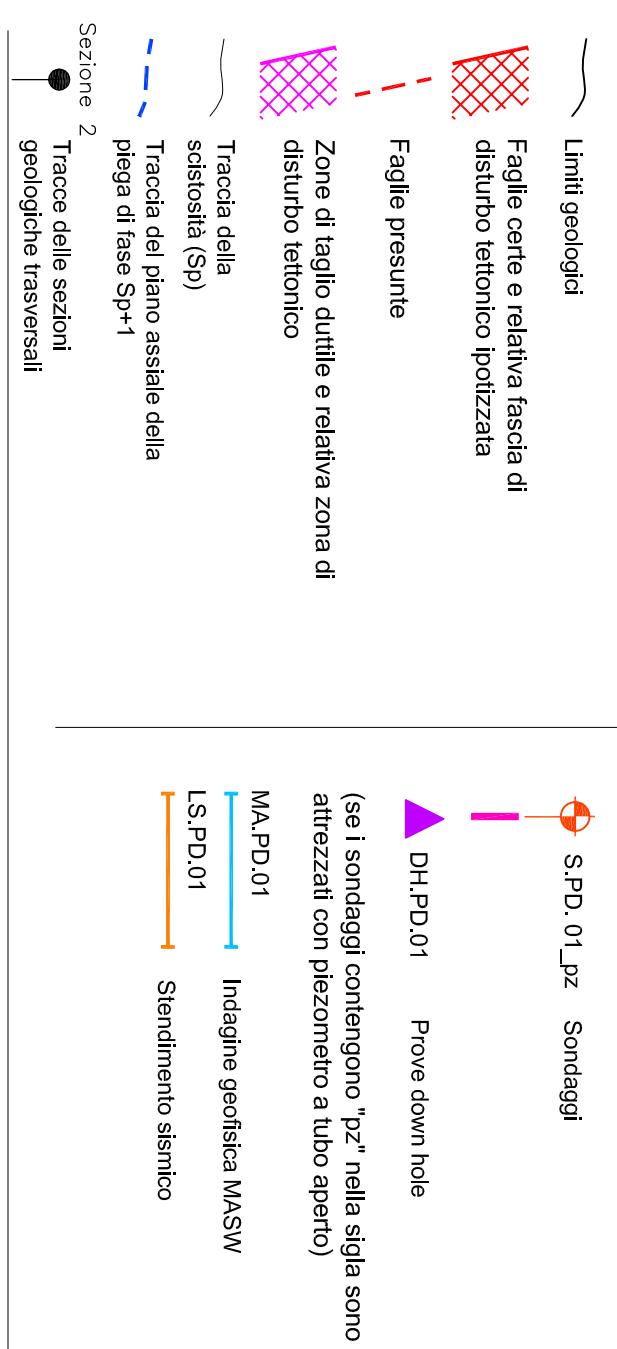 Limiti geologici
Faglie certe e relativa fascia di
disturbo tettonico ipotizzata
Faglie presunte
Zone di taglio duttile e relativa zona di
disturbo tettonico
Traccia della
scistosità (Sp)
Traccia del piano assiale della
piega di fase Sp+1
Sezione 2
Tracce delle sezioni
geologiche trasversali
S.PD. 01_pz Sondaggi
DH.PD.01 Prove down hole
(se i sondaggi contengono "pz" nella sigla sono
attrezzati con piezometro a tubo aperto)
MA.PD.01
Indagine geofisica MASW
LS.PD.01
Stendimento sismico